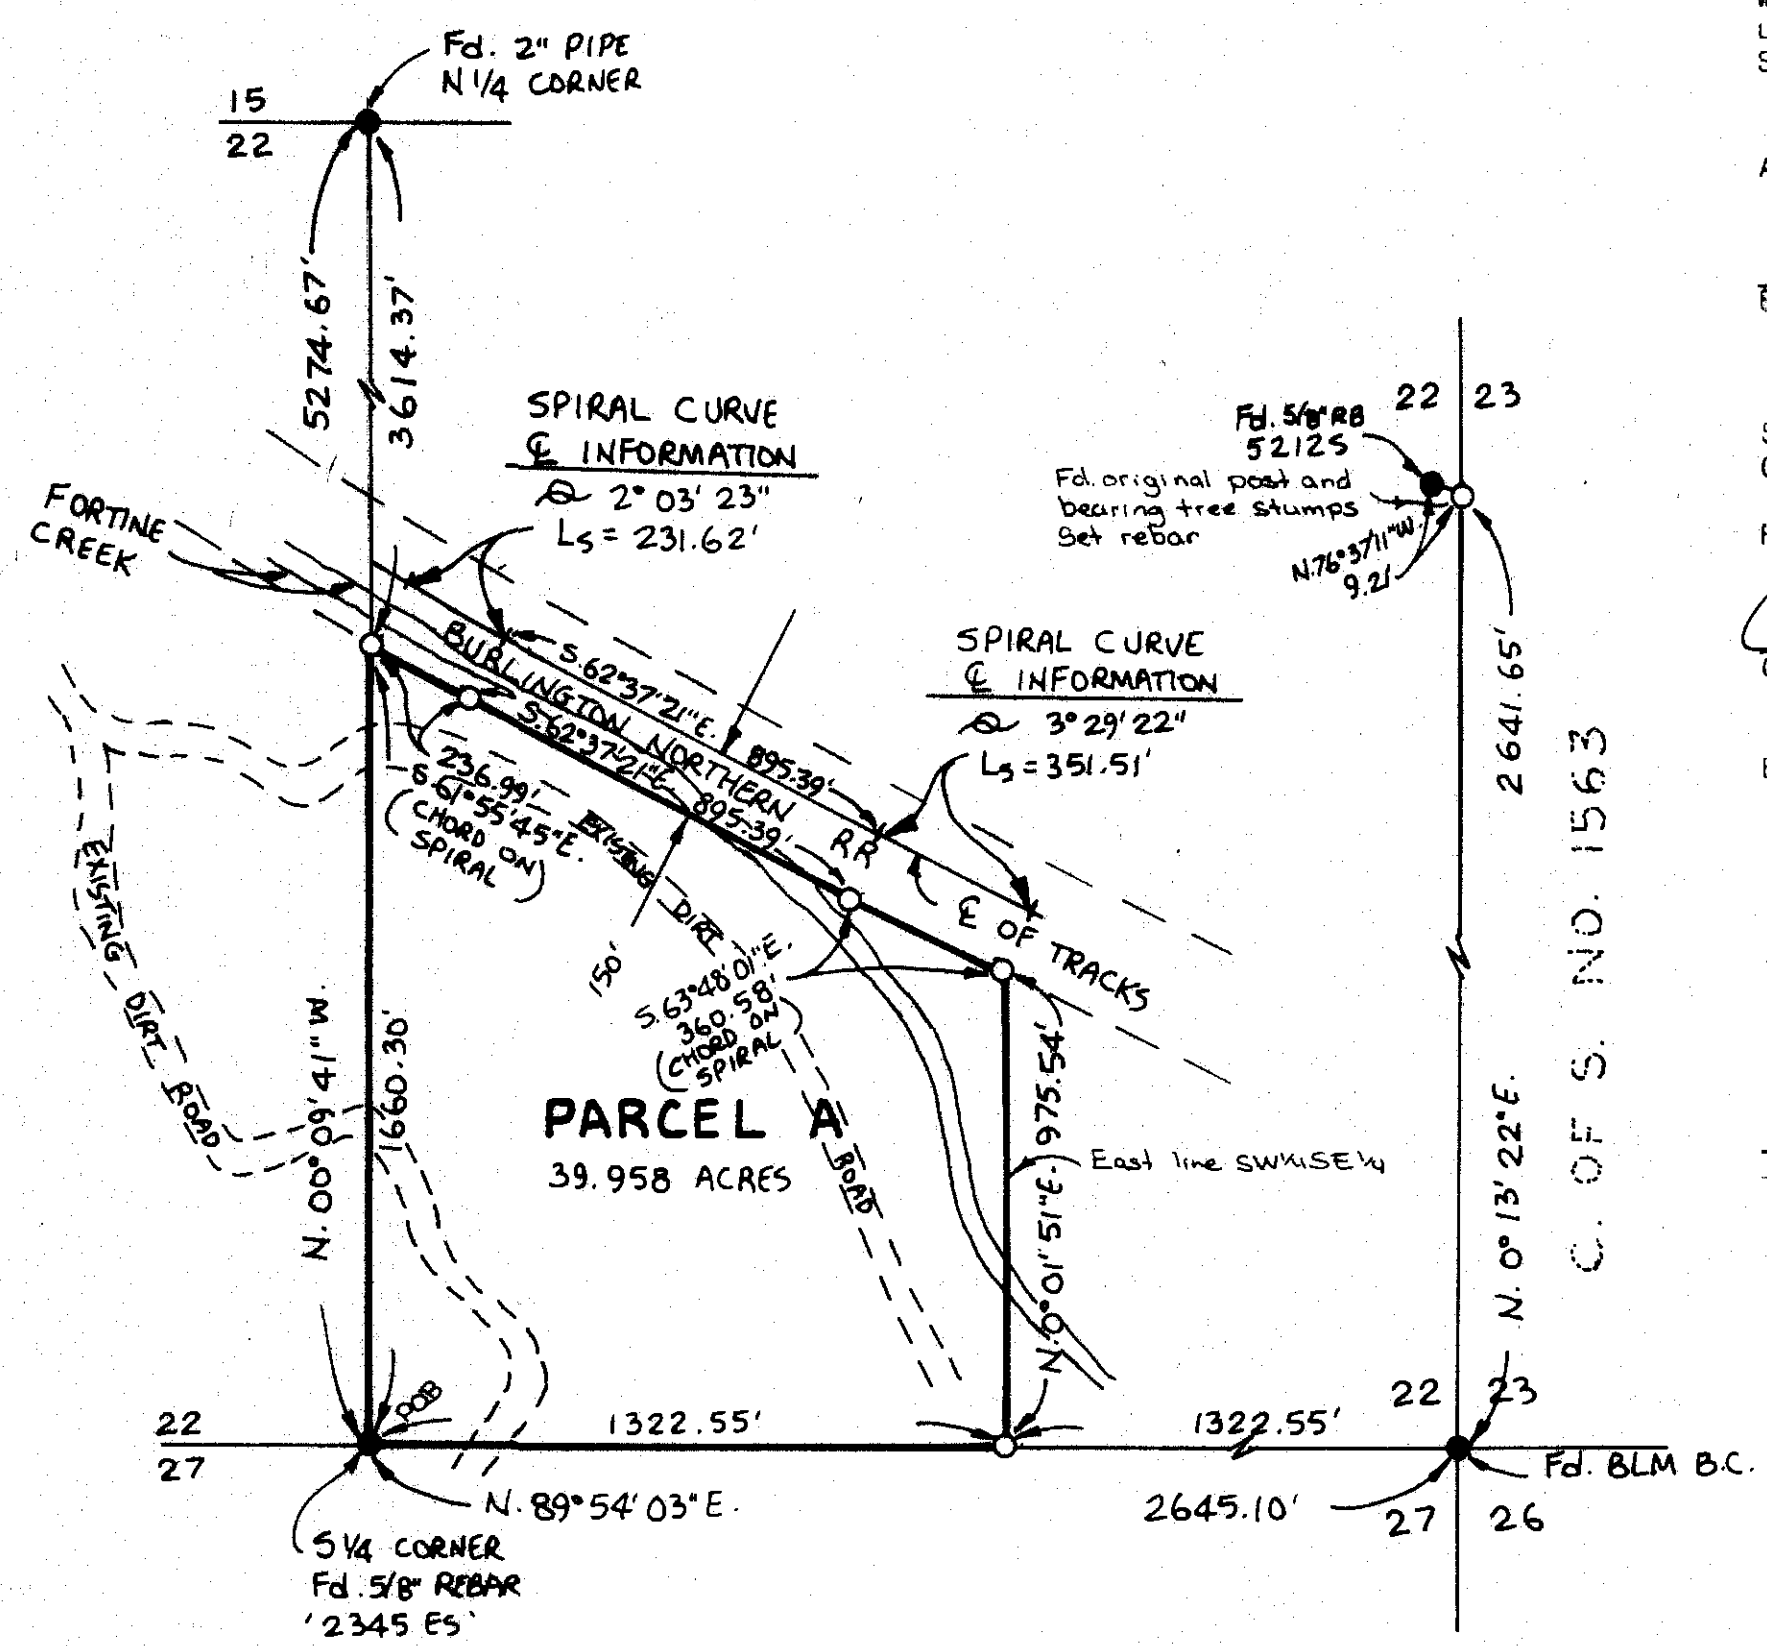 Fd. 2" PIPE
N 1/4 CORNER
15
22
5274.67'
3614.37'
SPIRAL CURVE
℄ INFORMATION
2° 03' 23"
Ls = 231.62'
FORTINE
CREEK
22 23
Fd. 5/8" RB
5212S
Fd. original post and
bearing tree stumps
Set rebar
N.76°37'11"W.
9.21'
2641.65'
SPIRAL CURVE
℄ INFORMATION
3° 29' 22"
Ls = 351.51'
S.62°37'21"E. 895.39'
BURLINGTON NORTHERN RR
S.62°37'21"E. 895.39'
236.99'
S.61°55'45"E.
(CHORD ON
SPIRAL)
EXISTING DIRT ROAD
EXISTING DIRT ROAD
150'
℄ OF TRACKS
S.63°48'01"E.
360.58'
(CHORD ON
SPIRAL)
N.00°09'41"W.
1660.30'
PARCEL A
39.958 ACRES
N.0°01'51"E. 975.54'
East line SW1/4SE1/4
N. 0° 13' 22" E.
C. OF S. NO. 1563
POB
22
27
1322.55'
1322.55'
22 23
Fd. BLM B.C.
N. 89°54'03"E.
2645.10'
27 26
S 1/4 CORNER
Fd. 5/8" REBAR
'2345 ES'